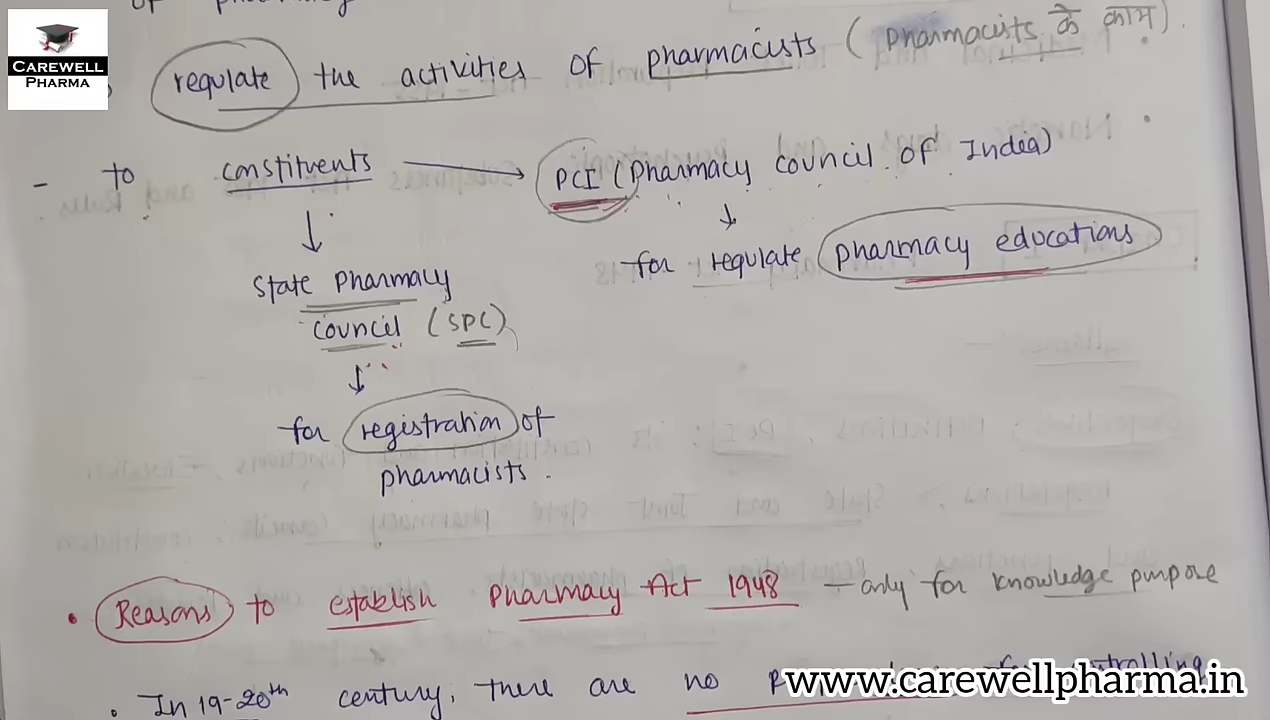 CAREWELL
PHARMA
regulate the activities of pharmacists ( pharmacists के काम ).
- to constituents → PCI (pharmacy council of India)
↓ ↓
for regulate pharmacy educations
State pharmacy
council (SPC)
↓
for registration of
pharmacists.
• Reasons to establish pharmacy Act 1948 - only for knowledge purpose
www.carewellpharma.in
• In 19-20th century, there are no